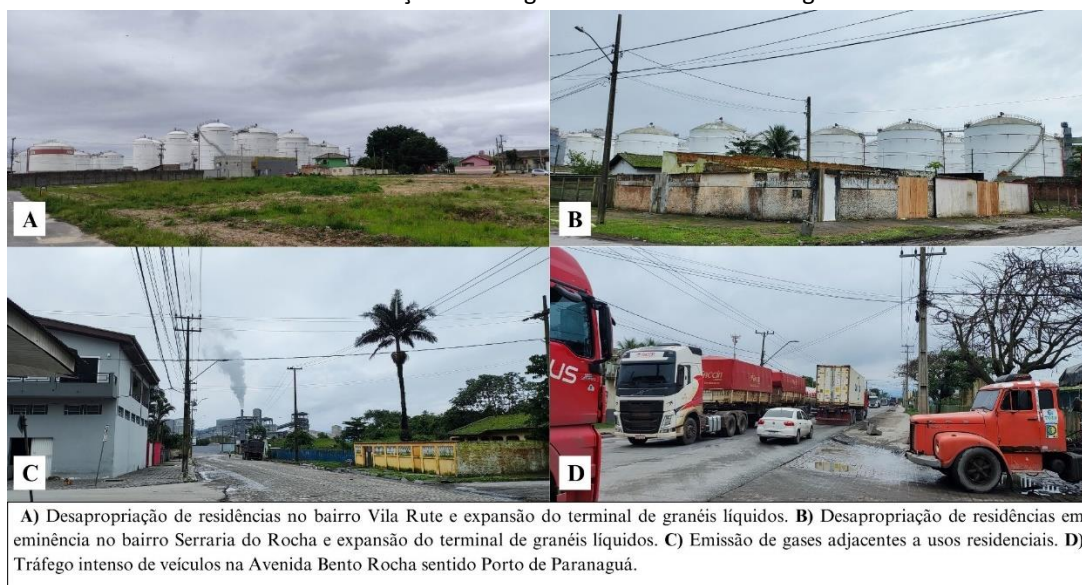 A
B
US
C
D
A) Desapropriação de residências no bairro Vila Rute e expansão do terminal de granéis líquidos. B) Desapropriação de residências em
eminência no bairro Serraria do Rocha e expansão do terminal de granéis líquidos. C) Emissão de gases adjacentes a usos residenciais. D)
Tráfego intenso de veículos na Avenida Bento Rocha sentido Porto de Paranaguá.